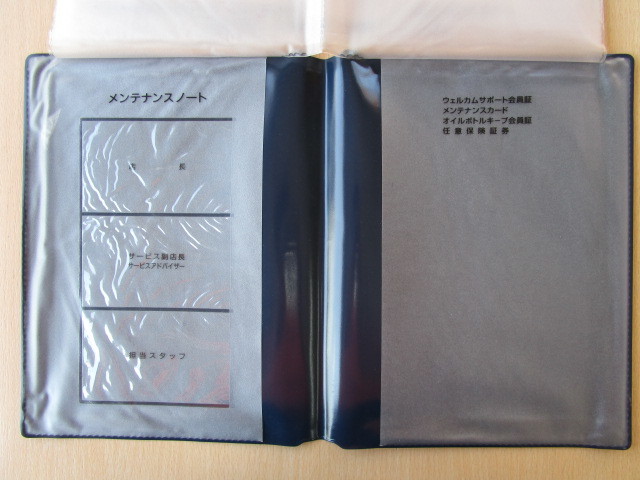 メンテナンスノート
店長
サービス副店長
サービスアドバイザー
担当スタッフ
ウェルカムサポート会員証
メンテナンスカード
オイルボトルキープ会員証
任意保険証券